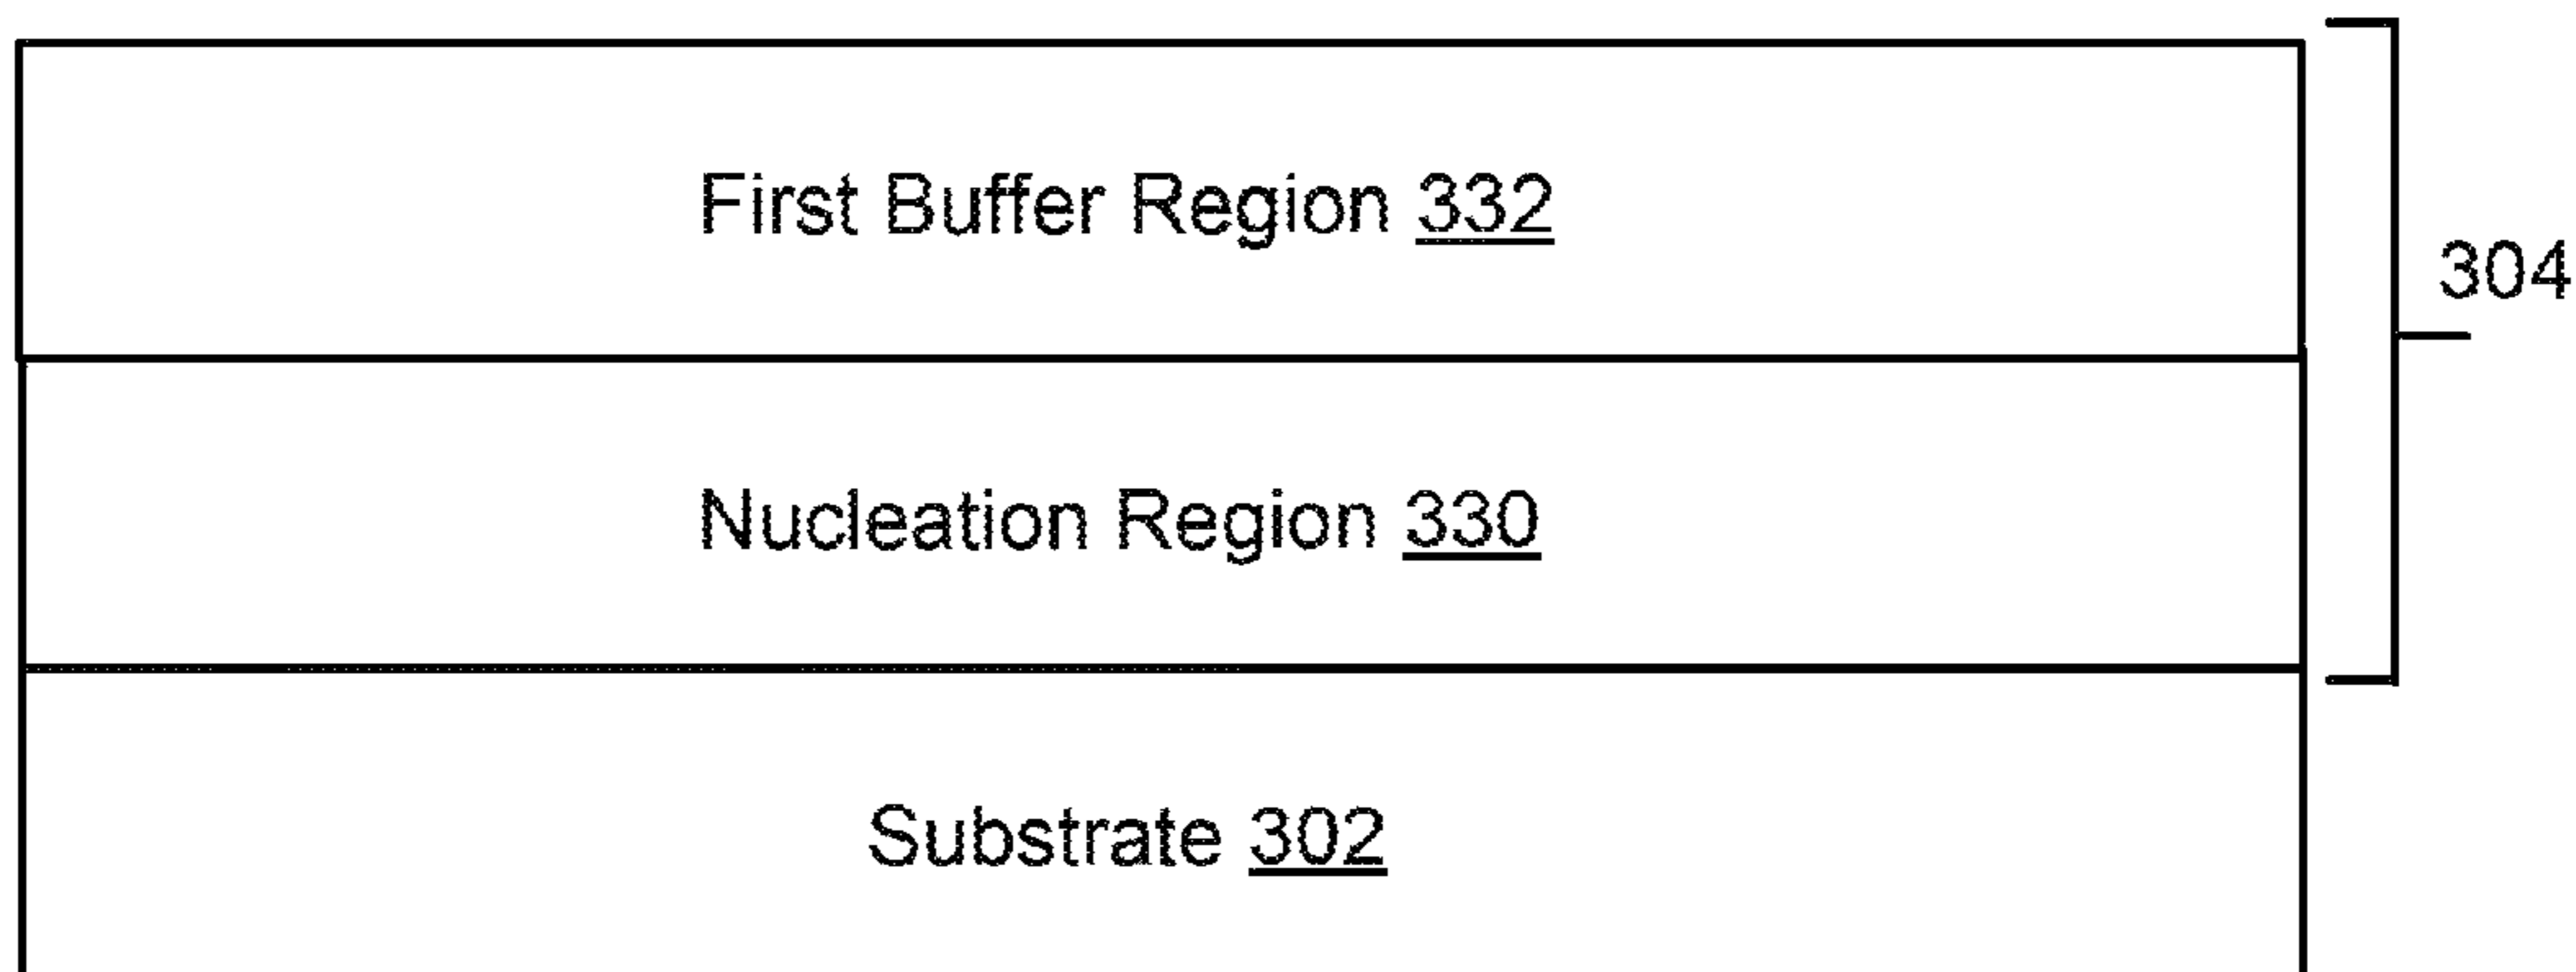 First Buffer Region 332
304
Nucleation Region 330
Substrate 302